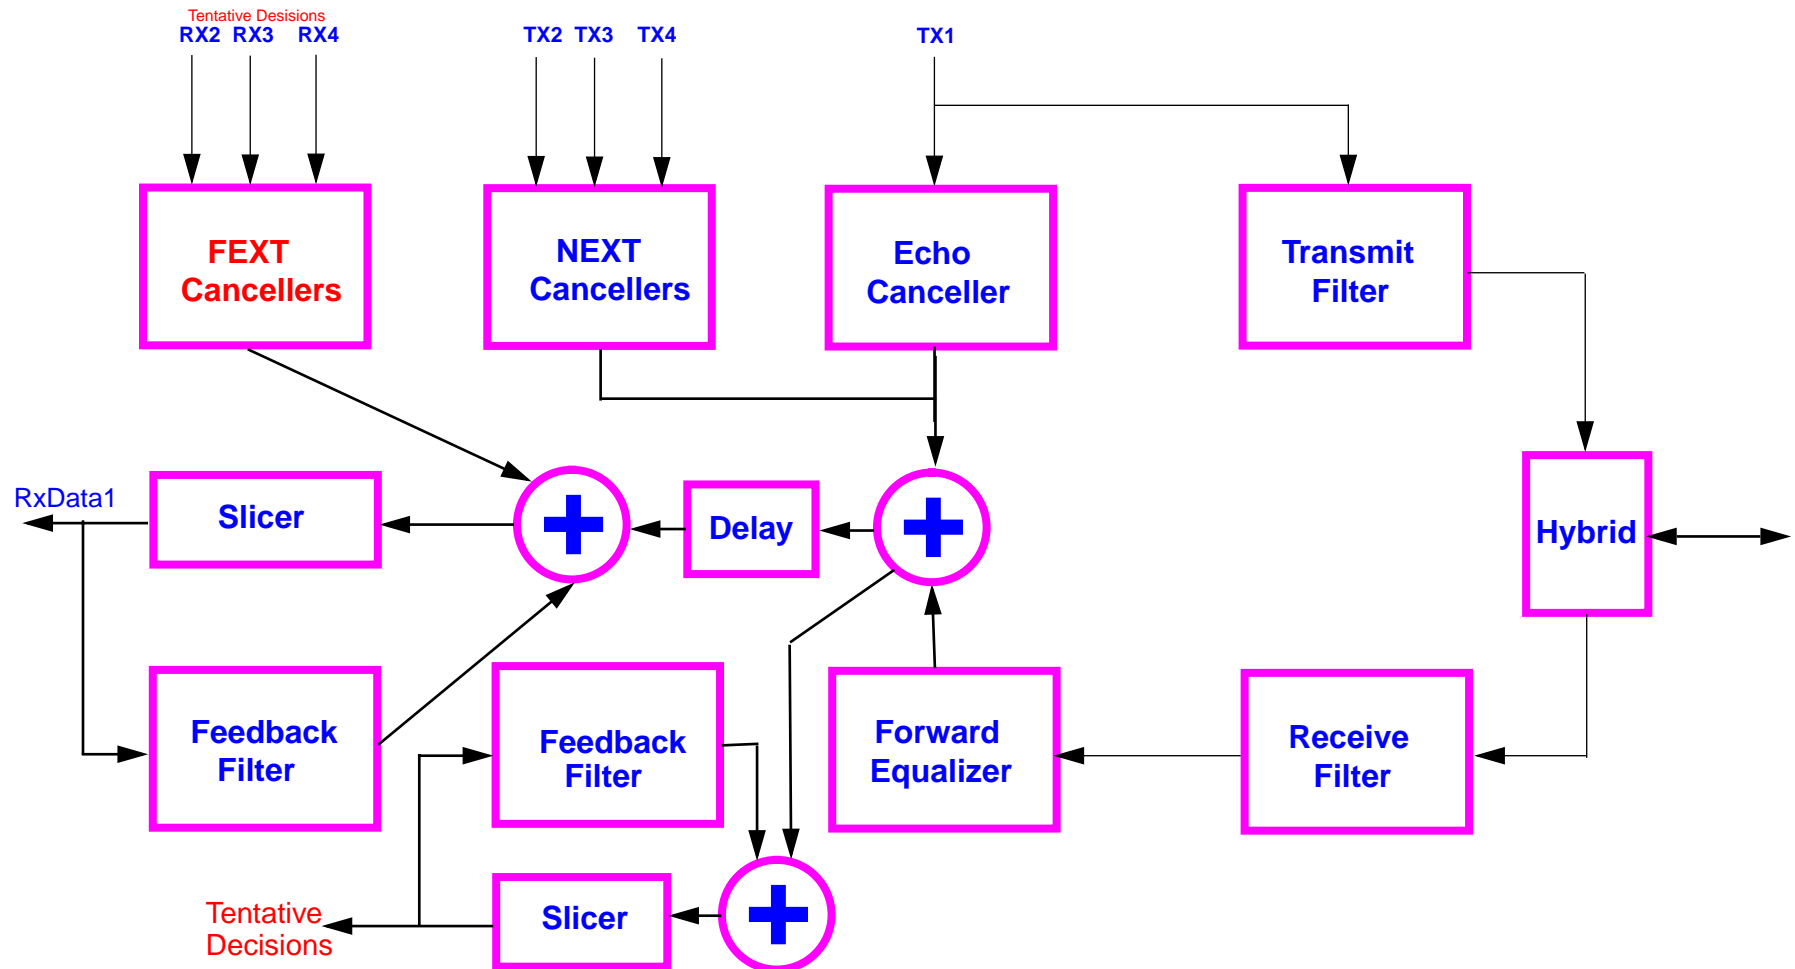 Tentative Desisions
RX2 RX3 RX4
TX2 TX3 TX4
TX1
FEXT
Cancellers
NEXT
Cancellers
Echo
Canceller
Transmit
Filter
RxData1
Slicer
Delay
Hybrid
Feedback
Filter
Feedback
Filter
Forward
Equalizer
Receive
Filter
Tentative
Decisions
Slicer